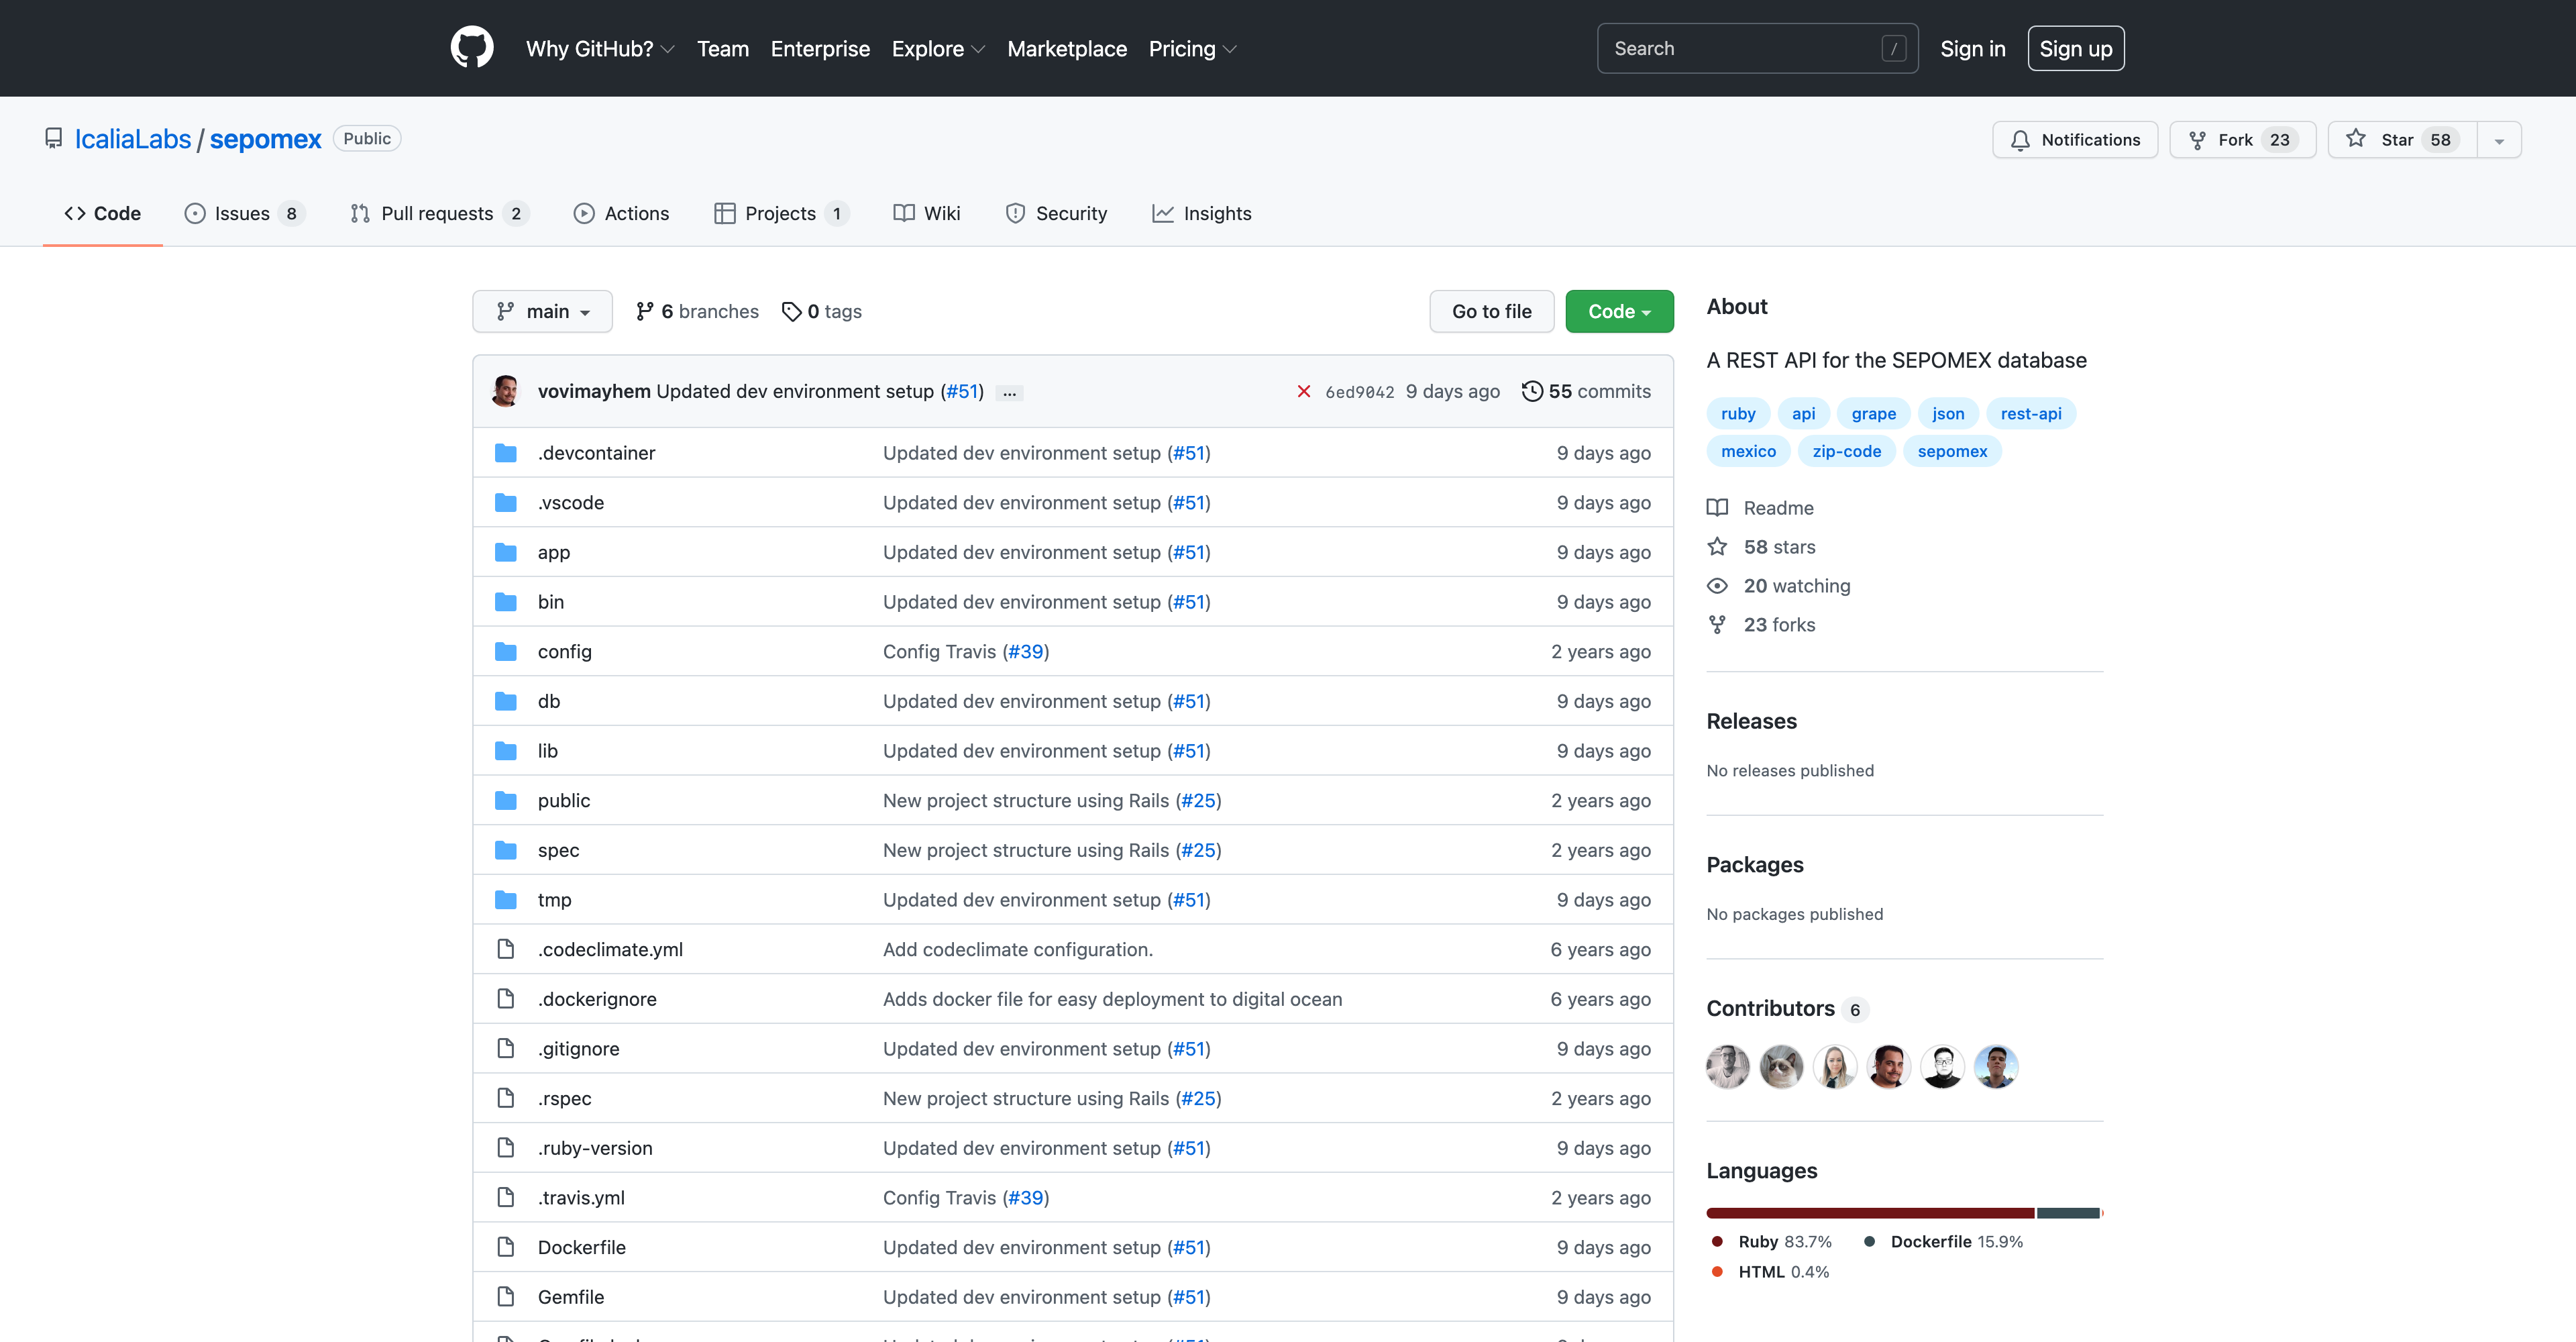 Why GitHub? Team Enterprise Explore Marketplace Pricing Search / Sign in Sign up
IcaliaLabs / sepomex Public Notifications Fork 23 Star 58
Code Issues 8 Pull requests 2 Actions Projects 1 Wiki Security Insights
main 6 branches 0 tags Go to file Code
vovimayhem Updated dev environment setup (#51) ... 6ed9042 9 days ago 55 commits
.devcontainer Updated dev environment setup (#51) 9 days ago
.vscode Updated dev environment setup (#51) 9 days ago
app Updated dev environment setup (#51) 9 days ago
bin Updated dev environment setup (#51) 9 days ago
config Config Travis (#39) 2 years ago
db Updated dev environment setup (#51) 9 days ago
lib Updated dev environment setup (#51) 9 days ago
public New project structure using Rails (#25) 2 years ago
spec New project structure using Rails (#25) 2 years ago
tmp Updated dev environment setup (#51) 9 days ago
.codeclimate.yml Add codeclimate configuration. 6 years ago
.dockerignore Adds docker file for easy deployment to digital ocean 6 years ago
.gitignore Updated dev environment setup (#51) 9 days ago
.rspec New project structure using Rails (#25) 2 years ago
.ruby-version Updated dev environment setup (#51) 9 days ago
.travis.yml Config Travis (#39) 2 years ago
Dockerfile Updated dev environment setup (#51) 9 days ago
Gemfile Updated dev environment setup (#51) 9 days ago
About
A REST API for the SEPOMEX database
ruby api grape json rest-api
mexico zip-code sepomex
Readme
58 stars
20 watching
23 forks
Releases
No releases published
Packages
No packages published
Contributors 6
Languages
Ruby 83.7% Dockerfile 15.9%
HTML 0.4%